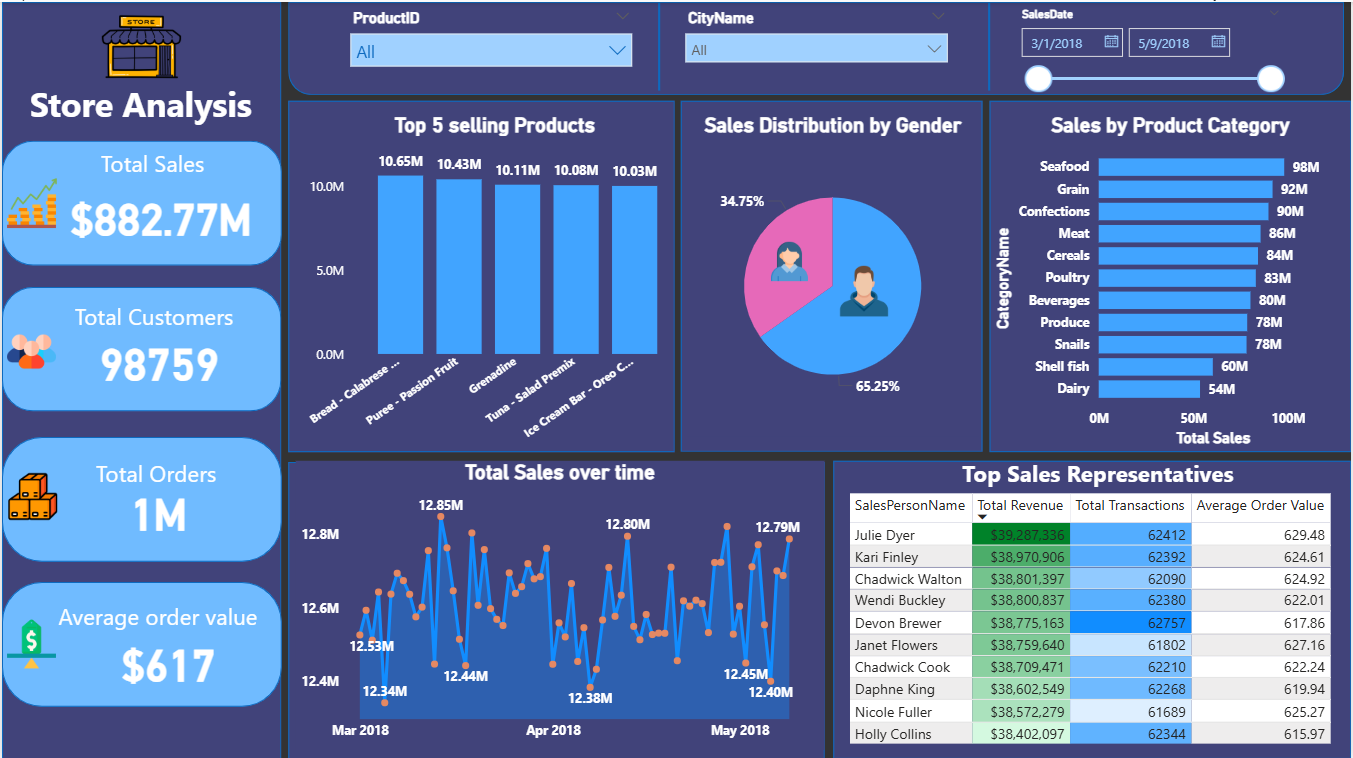 STORE
Store Analysis
ProductID
All
CityName
All
SalesDate
3/1/2018
5/9/2018
Total Sales
$882.77M
Total Customers
98759
Total Orders
1M
Average order value
$617
Top 5 selling Products
10.65M
10.43M
10.11M
10.08M
10.03M
10.0M
5.0M
0.0M
Bread - Calabrese ...
Puree - Passion Fruit
Grenadine
Tuna - Salad Premix
Ice Cream Bar - Oreo C...
Sales Distribution by Gender
34.75%
65.25%
Sales by Product Category
CategoryName
Seafood 98M
Grain 92M
Confections 90M
Meat 86M
Cereals 84M
Poultry 83M
Beverages 80M
Produce 78M
Snails 78M
Shell fish 60M
Dairy 54M
0M 50M 100M
Total Sales
Total Sales over time
12.8M
12.6M
12.4M
12.53M
12.34M
12.85M
12.44M
12.38M
12.80M
12.45M
12.40M
12.79M
Mar 2018 Apr 2018 May 2018
Top Sales Representatives
SalesPersonName Total Revenue Total Transactions Average Order Value
Julie Dyer $39,287,336 62412 629.48
Kari Finley $38,970,906 62392 624.61
Chadwick Walton $38,801,397 62090 624.92
Wendi Buckley $38,800,837 62380 622.01
Devon Brewer $38,775,163 62757 617.86
Janet Flowers $38,759,640 61802 627.16
Chadwick Cook $38,709,471 62210 622.24
Daphne King $38,602,549 62268 619.94
Nicole Fuller $38,572,279 61689 625.27
Holly Collins $38,402,097 62344 615.97